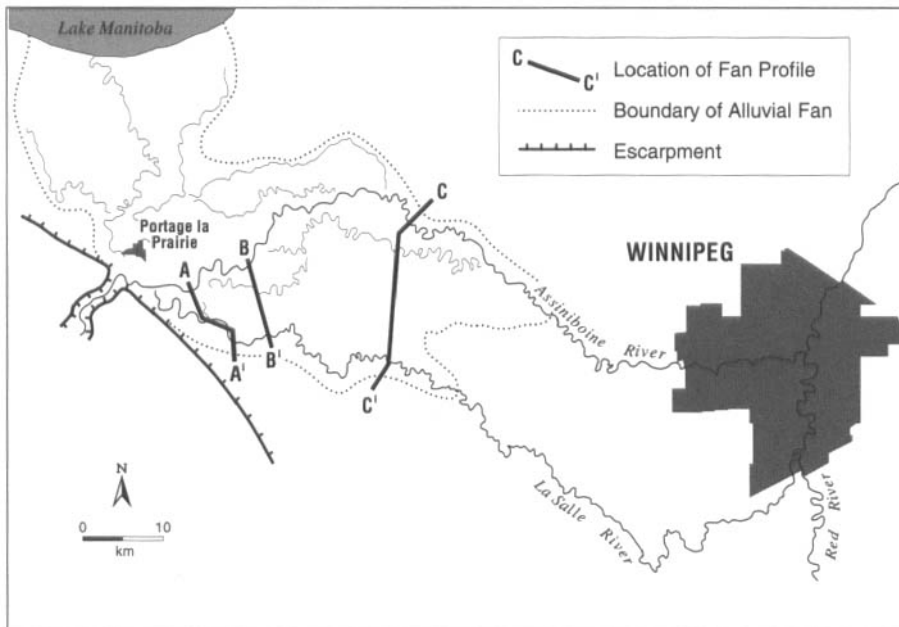 Lake Manitoba
C
C'
Location of Fan Profile
Boundary of Alluvial Fan
Escarpment
Portage la
Prairie
A
B
C
WINNIPEG
A'
B'
C'
Assiniboine
River
La Salle
River
Red River
N
0 10
km